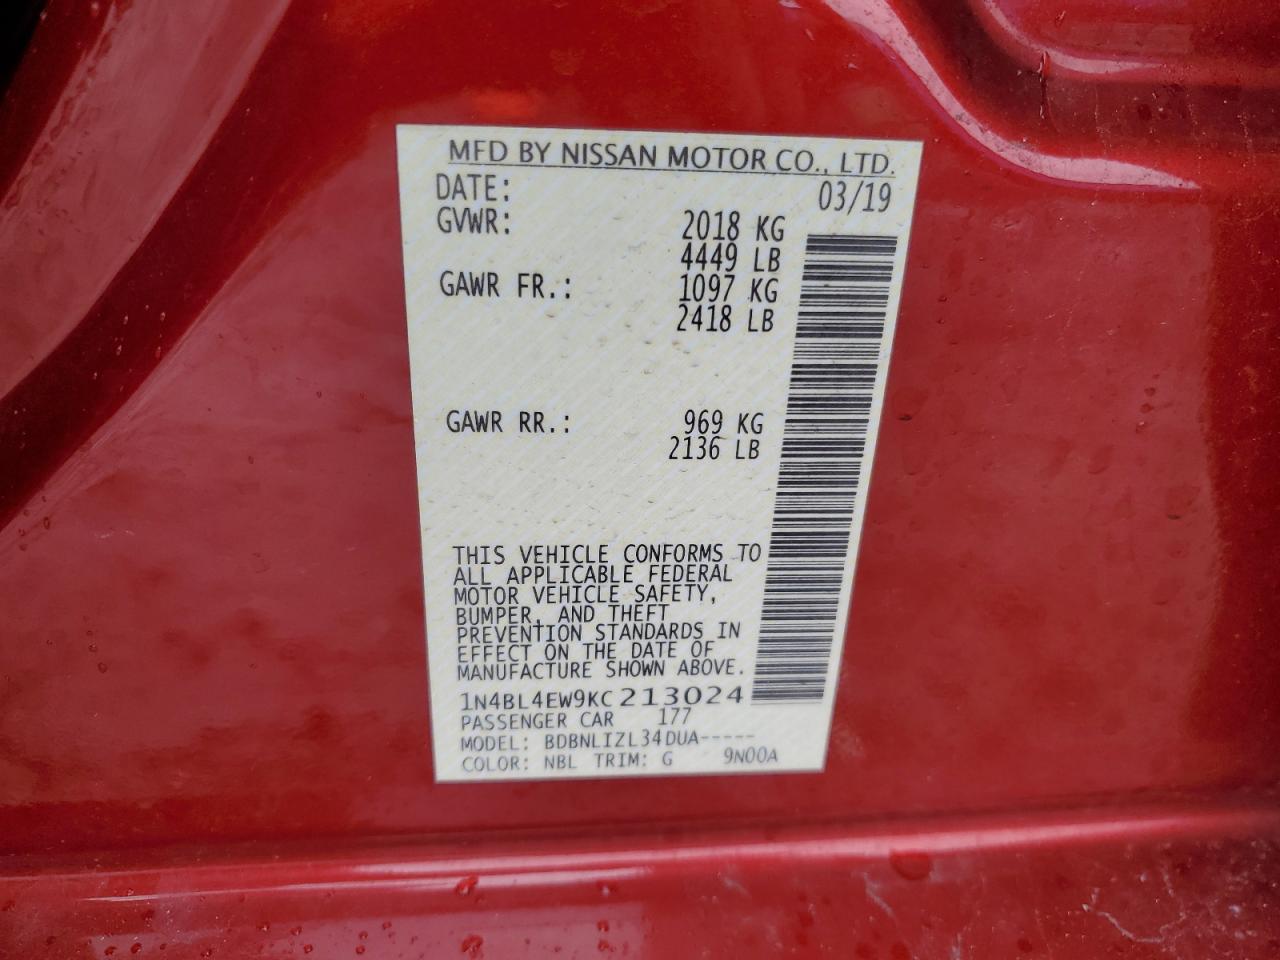 MFD BY NISSAN MOTOR CO., LTD.
DATE: 03/19
GVWR: 2018 KG
4449 LB
GAWR FR.: 1097 KG
2418 LB
GAWR RR.: 969 KG
2136 LB
THIS VEHICLE CONFORMS TO
ALL APPLICABLE FEDERAL
MOTOR VEHICLE SAFETY,
BUMPER, AND THEFT
PREVENTION STANDARDS IN
EFFECT ON THE DATE OF
MANUFACTURE SHOWN ABOVE.
1N4BL4EW9KC213024
PASSENGER CAR 177
MODEL: BDBNLIZL34DUA-----
COLOR: NBL TRIM: G 9N00A